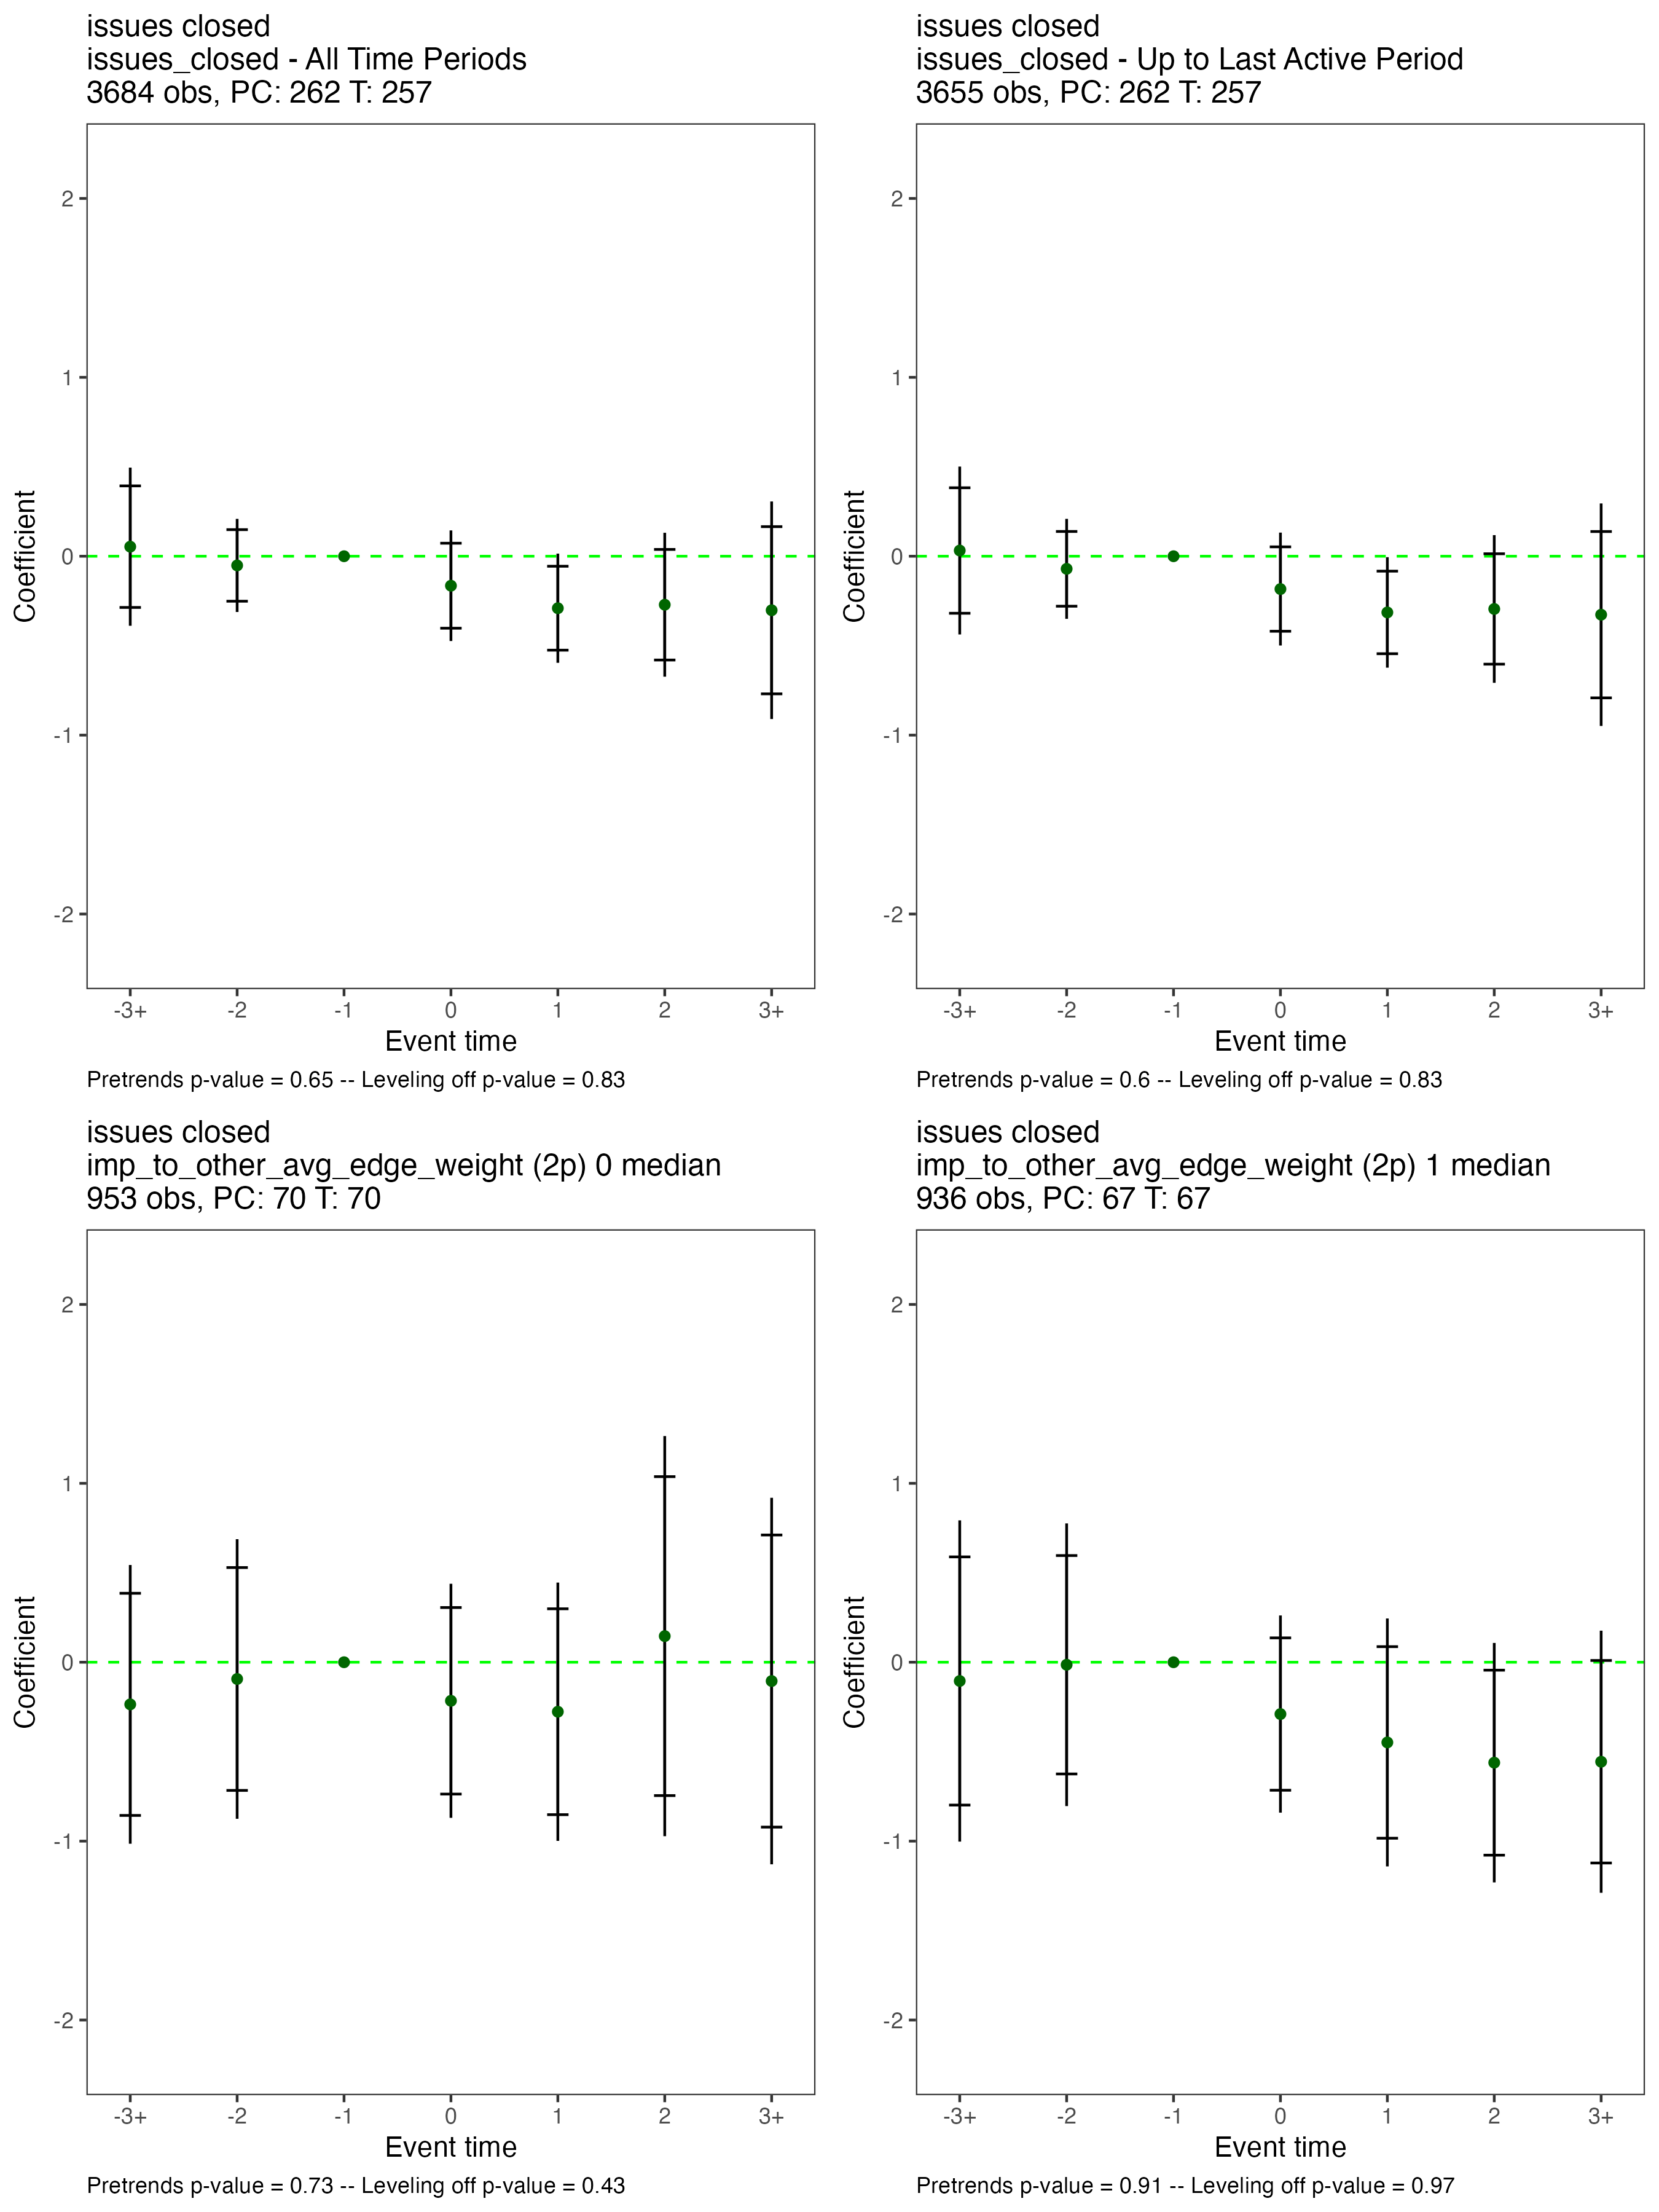 issues closed
issues_closed - All Time Periods
3684 obs, PC: 262 T: 257
2
1
0
-1
-2
Coefficient
-3+ -2 -1 0 1 2 3+
Event time
Pretrends p-value = 0.65 -- Leveling off p-value = 0.83
issues closed
issues_closed - Up to Last Active Period
3655 obs, PC: 262 T: 257
2
1
0
-1
-2
Coefficient
-3+ -2 -1 0 1 2 3+
Event time
Pretrends p-value = 0.6 -- Leveling off p-value = 0.83
issues closed
imp_to_other_avg_edge_weight (2p) 0 median
953 obs, PC: 70 T: 70
2
1
0
-1
-2
Coefficient
-3+ -2 -1 0 1 2 3+
Event time
Pretrends p-value = 0.73 -- Leveling off p-value = 0.43
issues closed
imp_to_other_avg_edge_weight (2p) 1 median
936 obs, PC: 67 T: 67
2
1
0
-1
-2
Coefficient
-3+ -2 -1 0 1 2 3+
Event time
Pretrends p-value = 0.91 -- Leveling off p-value = 0.97